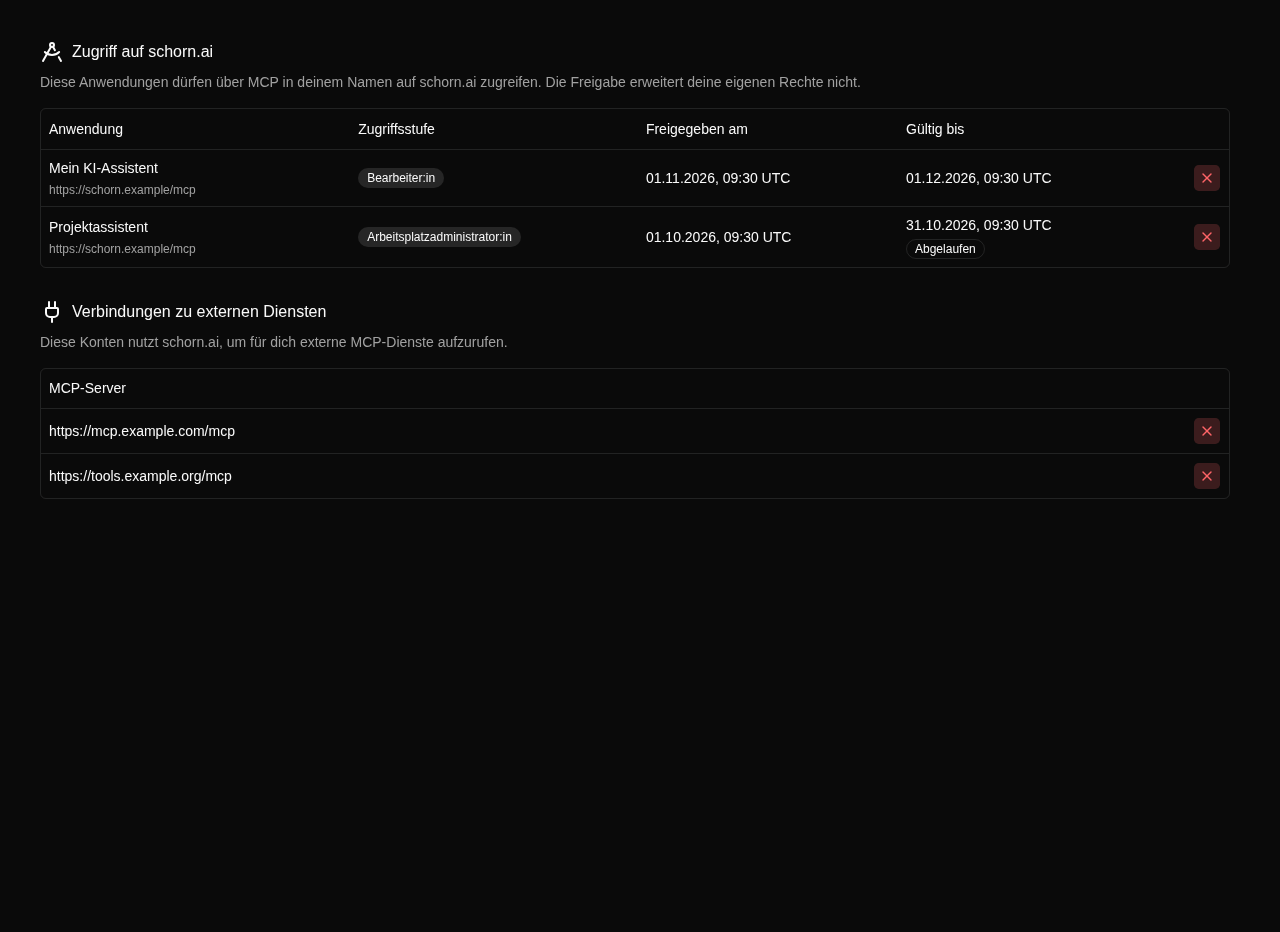 Zugriff auf schorn.ai
Diese Anwendungen dürfen über MCP in deinem Namen auf schorn.ai zugreifen. Die Freigabe erweitert deine eigenen Rechte nicht.
Anwendung Zugriffsstufe Freigegeben am Gültig bis
Mein KI-Assistent
https://schorn.example/mcp
Bearbeiter:in
01.11.2026, 09:30 UTC
01.12.2026, 09:30 UTC
Projektassistent
https://schorn.example/mcp
Arbeitsplatzadministrator:in
01.10.2026, 09:30 UTC
31.10.2026, 09:30 UTC
Abgelaufen
Verbindungen zu externen Diensten
Diese Konten nutzt schorn.ai, um für dich externe MCP-Dienste aufzurufen.
MCP-Server
https://mcp.example.com/mcp
https://tools.example.org/mcp